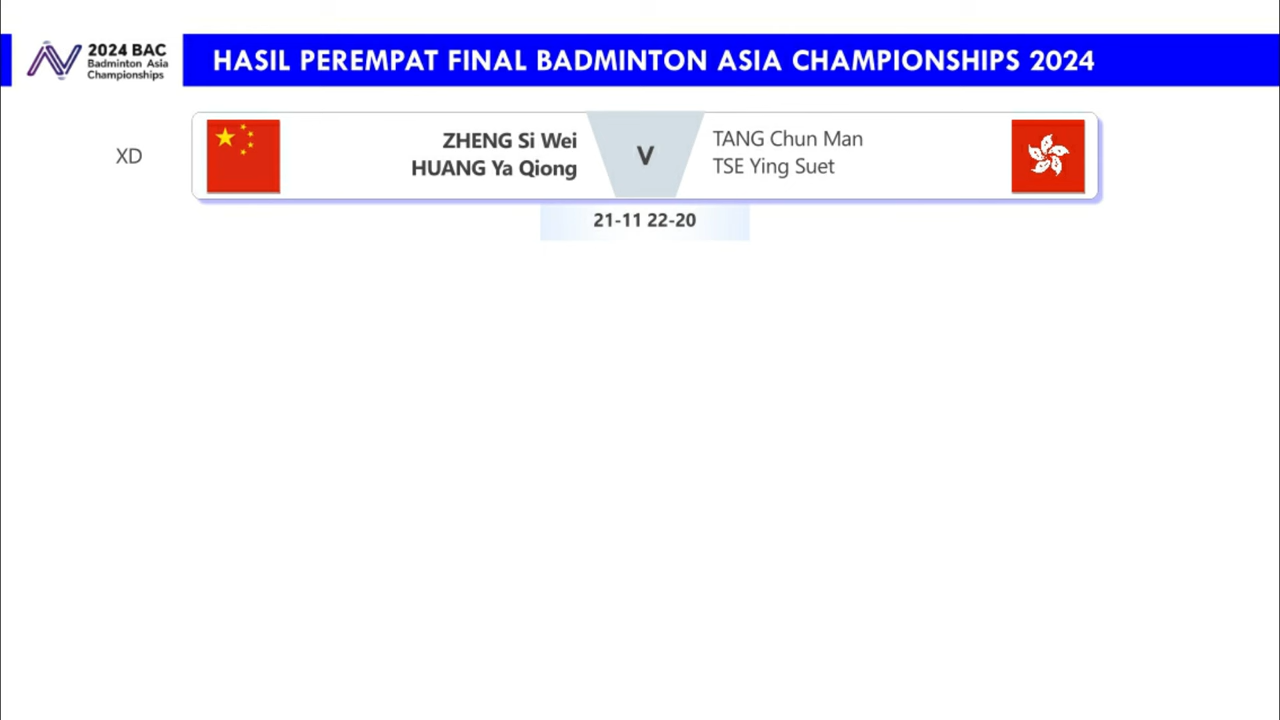 2024 BAC
Badminton Asia
Championships
HASIL PEREMPAT FINAL BADMINTON ASIA CHAMPIONSHIPS 2024
XD
ZHENG Si Wei
HUANG Ya Qiong
V
TANG Chun Man
TSE Ying Suet
21-11 22-20